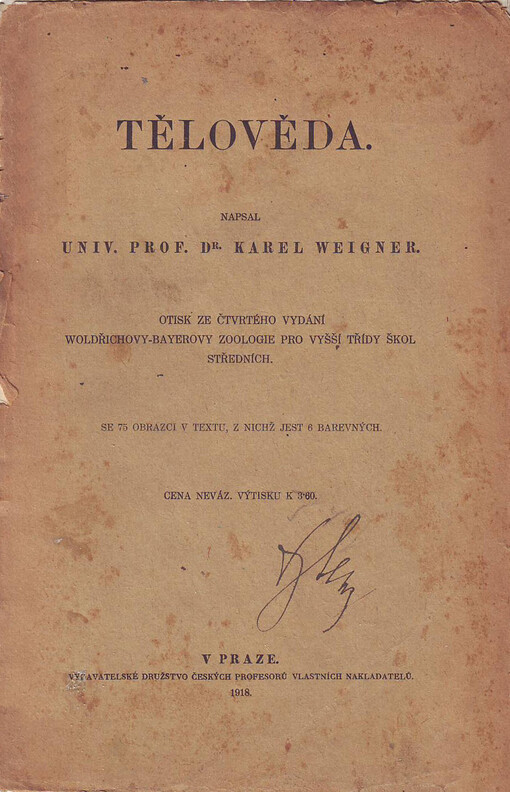 TĚLOVĚDA.
NAPSAL
UNIV. PROF. DR. KAREL WEIGNER.
OTISK ZE ČTVRTÉHO VYDÁNÍ
WOLDŘICHOVY-BAYEROVY ZOOLOGIE PRO VYŠŠÍ TŘÍDY ŠKOL
STŘEDNÍCH.
SE 75 OBRAZCI V TEXTU, Z NICHŽ JEST 6 BAREVNÝCH.
CENA NEVÁZ. VÝTISKU K 3·60.
V PRAZE.
VYDAVATELSKÉ DRUŽSTVO ČESKÝCH PROFESORŮ VLASTNÍCH NAKLADATELŮ.
1918.